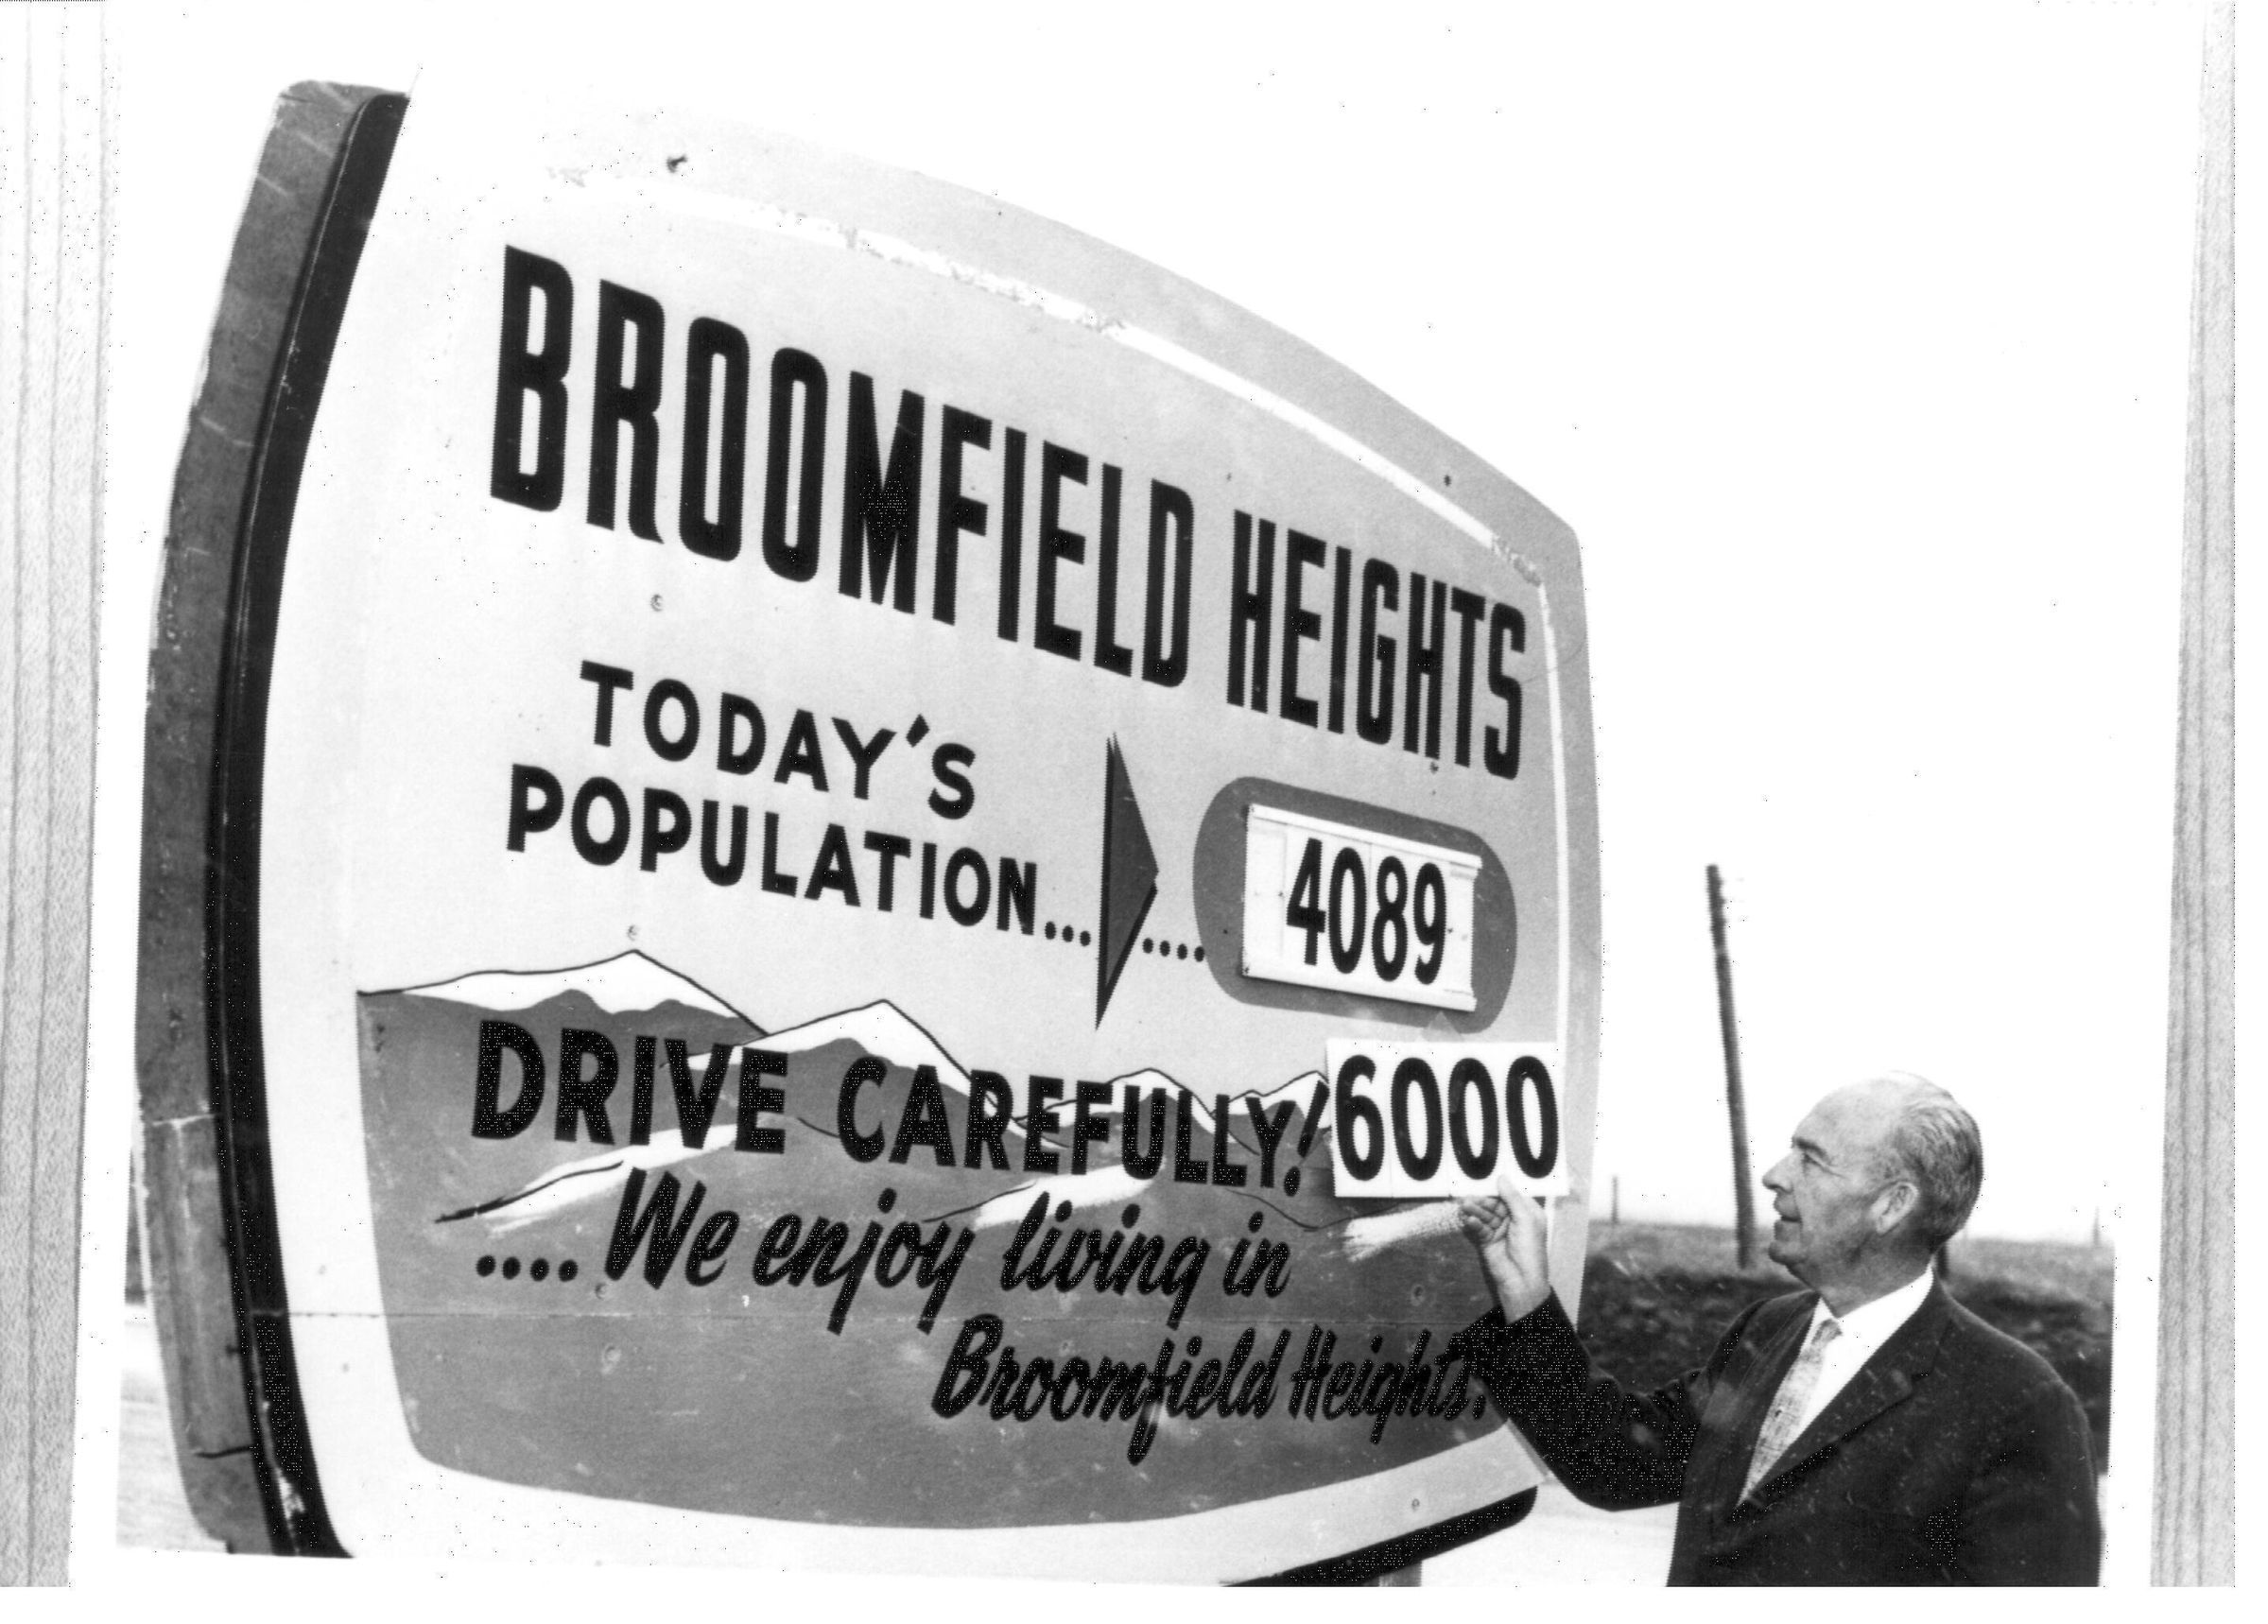 BROOMFIELD HEIGHTS
TODAY'S
POPULATION.......
4089
DRIVE CAREFULLY!
6000
....We enjoy living in
Broomfield Heights.